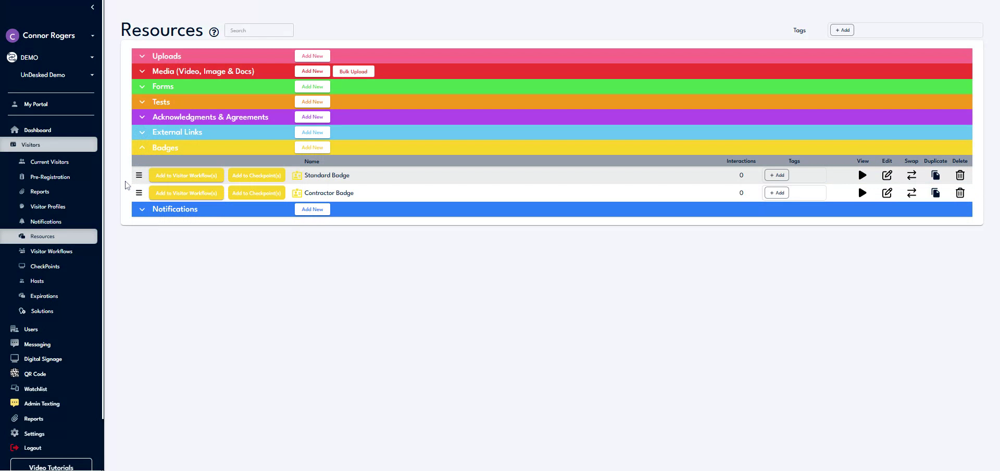 C Connor Rogers
DEMO
UnDesked Demo
My Portal
Dashboard
Visitors
Current Visitors
Pre-Registration
Reports
Visitor Profiles
Notifications
Resources
Visitor Workflows
CheckPoints
Hosts
Expirations
Solutions
Users
Messaging
Digital Signage
QR Code
Watchlist
Admin Texting
Reports
Settings
Logout
Video Tutorials
Resources ? Search Tags + Add
Uploads Add New
Media (Video, Image & Docs) Add New Bulk Upload
Forms Add New
Tests Add New
Acknowledgments & Agreements Add New
External Links Add New
Badges Add New
Name Interactions Tags View Edit Swap Duplicate Delete
Add to Visitor Workflow(s) Add to Checkpoint(s) Standard Badge 0 + Add
Add to Visitor Workflow(s) Add to Checkpoint(s) Contractor Badge 0 + Add
Notifications Add New